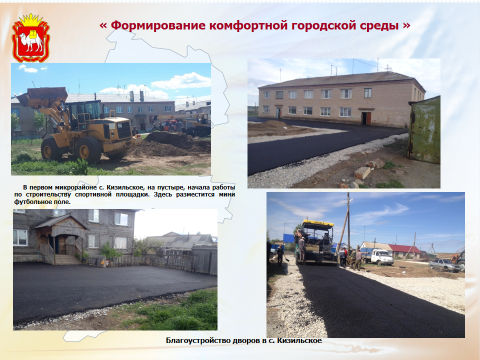 « Формирование комфортной городской среды »
В первом микрорайоне с. Кизильское, на пустыре, начала работы
по строительству спортивной площадки. Здесь разместится мини
футбольное поле.
Благоустройство дворов в с. Кизильское